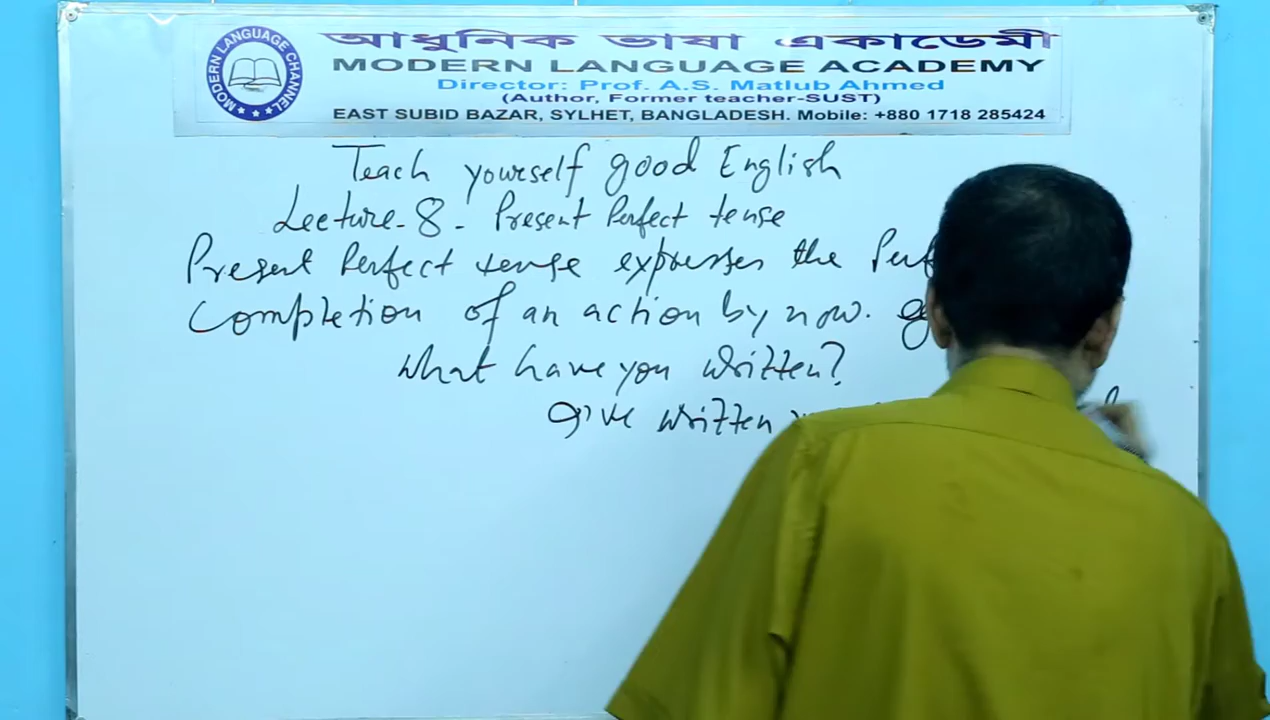 আধুনিক ভাষা একাডেমী
MODERN LANGUAGE CHANNEL
MODERN LANGUAGE ACADEMY
Director: Prof. A.S. Matlub Ahmed
(Author, Former teacher-SUST)
EAST SUBID BAZAR, SYLHET, BANGLADESH. Mobile: +880 1718 285424
Teach yourself good English
Lecture-8- Present Perfect tense
Present Perfect tense expresses the Perf
Completion of an action by now. eg
What have you written?
written